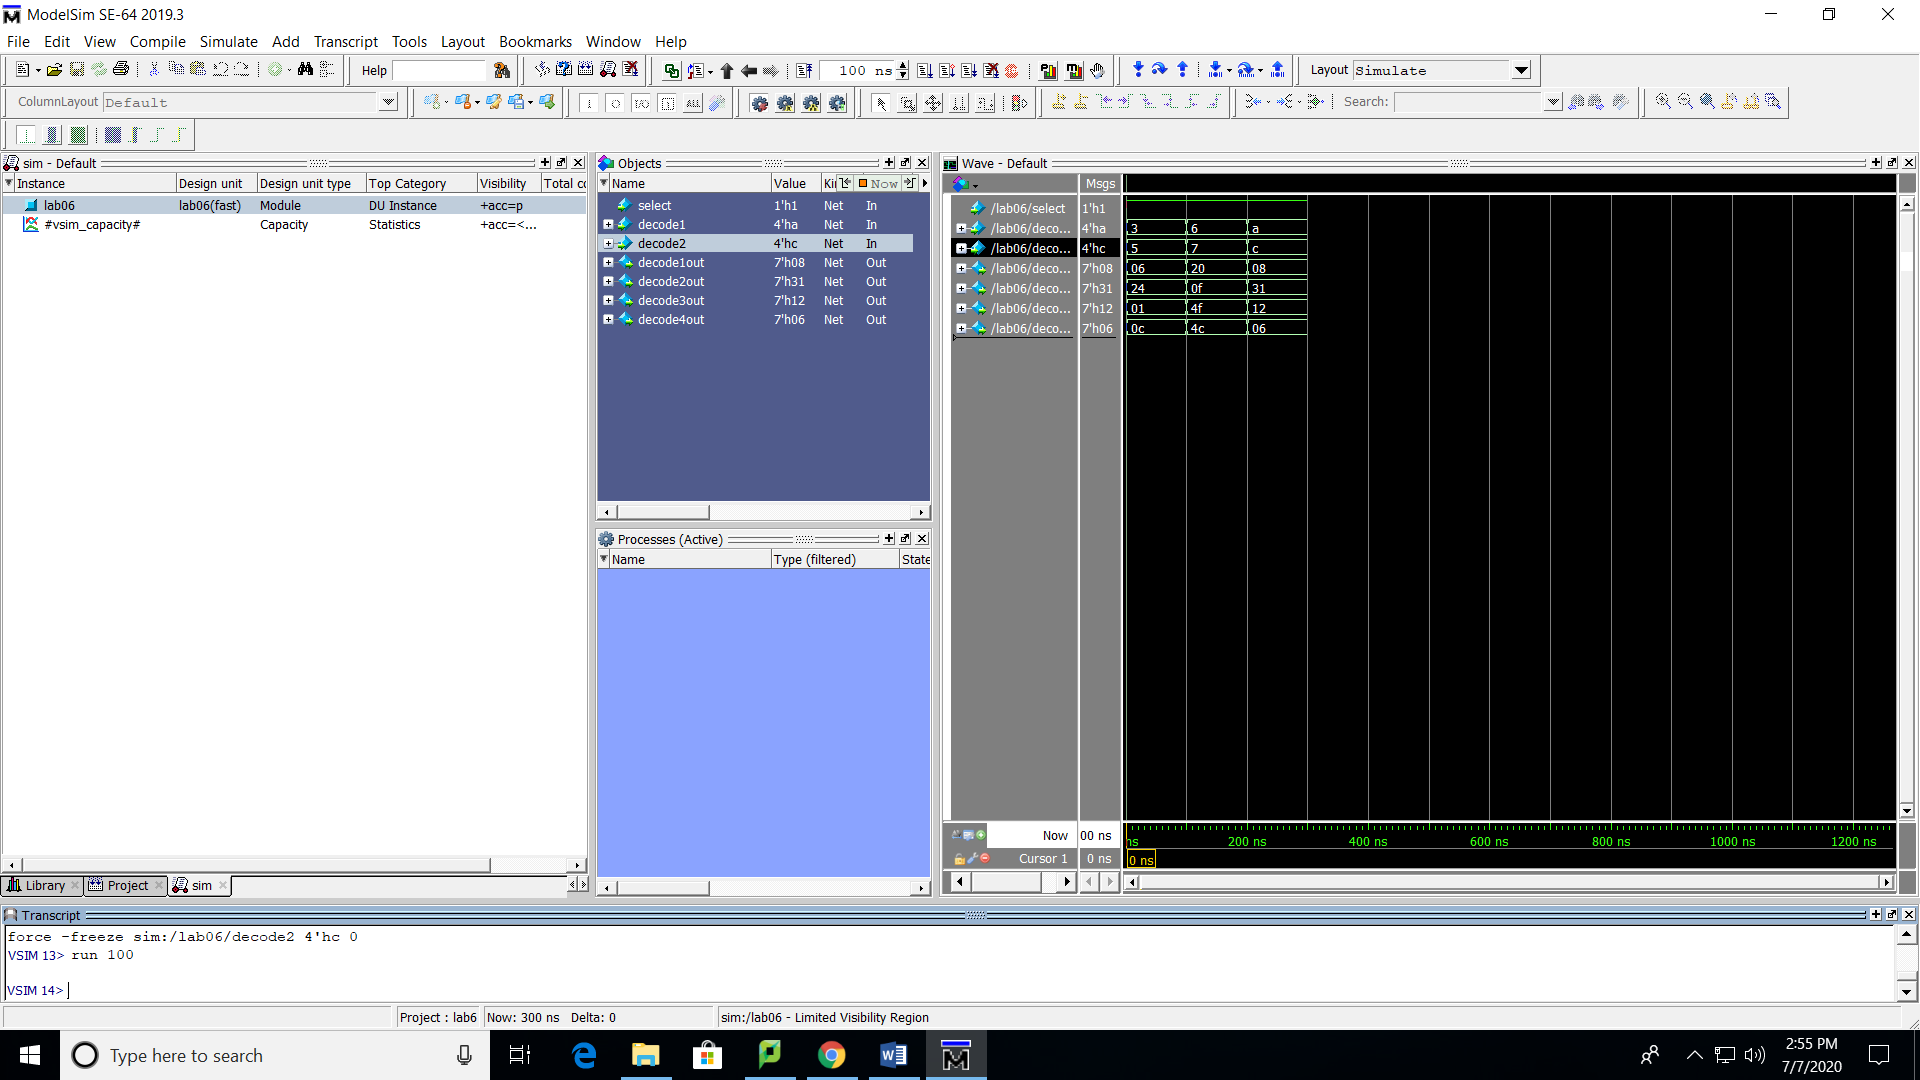 ModelSim SE-64 2019.3
File Edit View Compile Simulate Add Transcript Tools Layout Bookmarks Window Help
Help
100 ns
Layout Simulate
ColumnLayout Default
Search:
sim - Default
Instance Design unit Design unit type Top Category Visibility Total co
lab06 lab06(fast) Module DU Instance +acc=p
#vsim_capacity# Capacity Statistics +acc=<...
Library Project sim
Objects
Name Value Kin Now
select 1'h1 Net In
decode1 4'ha Net In
decode2 4'hc Net In
decode1out 7'h08 Net Out
decode2out 7'h31 Net Out
decode3out 7'h12 Net Out
decode4out 7'h06 Net Out
Processes (Active)
Name Type (filtered) State
Wave - Default
Msgs
/lab06/select 1'h1
/lab06/deco... 4'ha 3 6 a
/lab06/deco... 4'hc 5 7 c
/lab06/deco... 7'h08 06 20 08
/lab06/deco... 7'h31 24 0f 31
/lab06/deco... 7'h12 01 4f 12
/lab06/deco... 7'h06 0c 4c 06
Now 00 ns ns 200 ns 400 ns 600 ns 800 ns 1000 ns 1200 ns
Cursor 1 0 ns 0 ns
Transcript
force -freeze sim:/lab06/decode2 4'hc 0
VSIM 13> run 100
VSIM 14>
Project : lab6 Now: 300 ns Delta: 0 sim:/lab06 - Limited Visibility Region
Type here to search
2:55 PM
7/7/2020